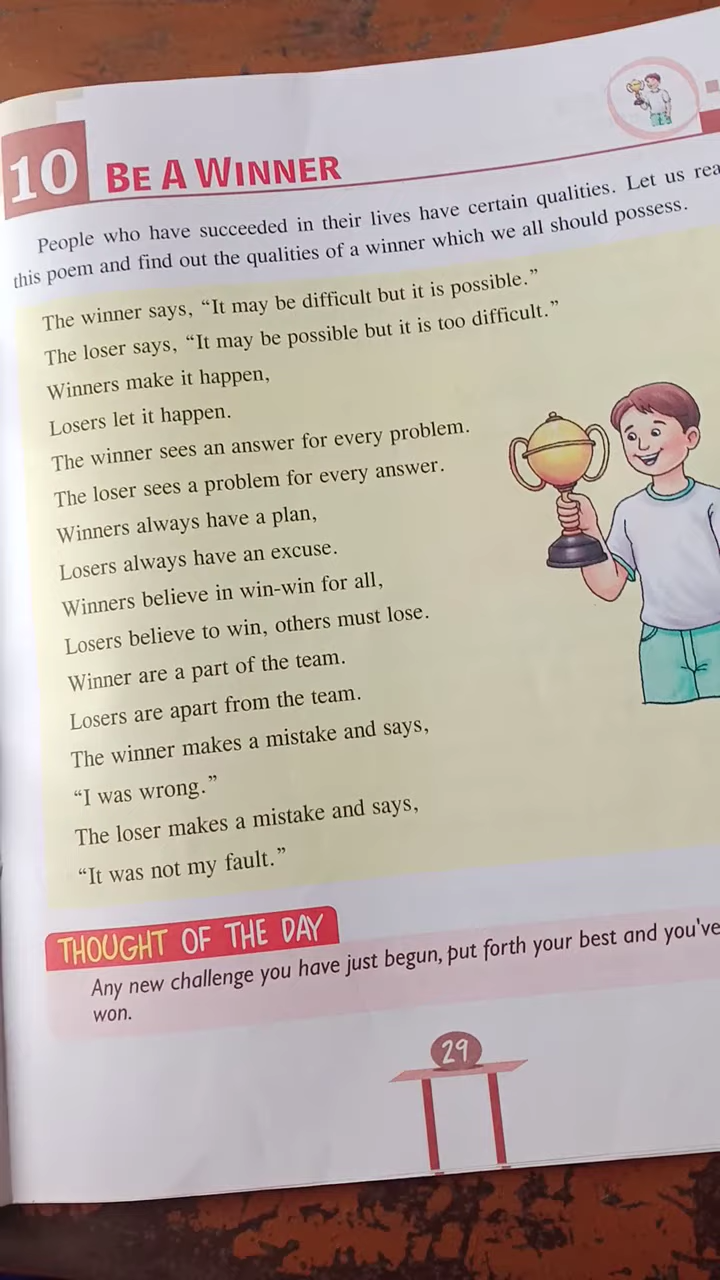 10 BE A WINNER
People who have succeeded in their lives have certain qualities. Let us
this poem and find out the qualities of a winner which we all should possess.
The winner says, “It may be difficult but it is possible.”
The loser says, “It may be possible but it is too difficult.”
Winners make it happen,
Losers let it happen.
The winner sees an answer for every problem.
The loser sees a problem for every answer.
Winners always have a plan,
Losers always have an excuse.
Winners believe in win-win for all,
Losers believe to win, others must lose.
Winner are a part of the team.
Losers are apart from the team.
The winner makes a mistake and says,
“I was wrong.”
The loser makes a mistake and says,
“It was not my fault.”
THOUGHT OF THE DAY
Any new challenge you have just begun, put forth your best and you've
won.
29